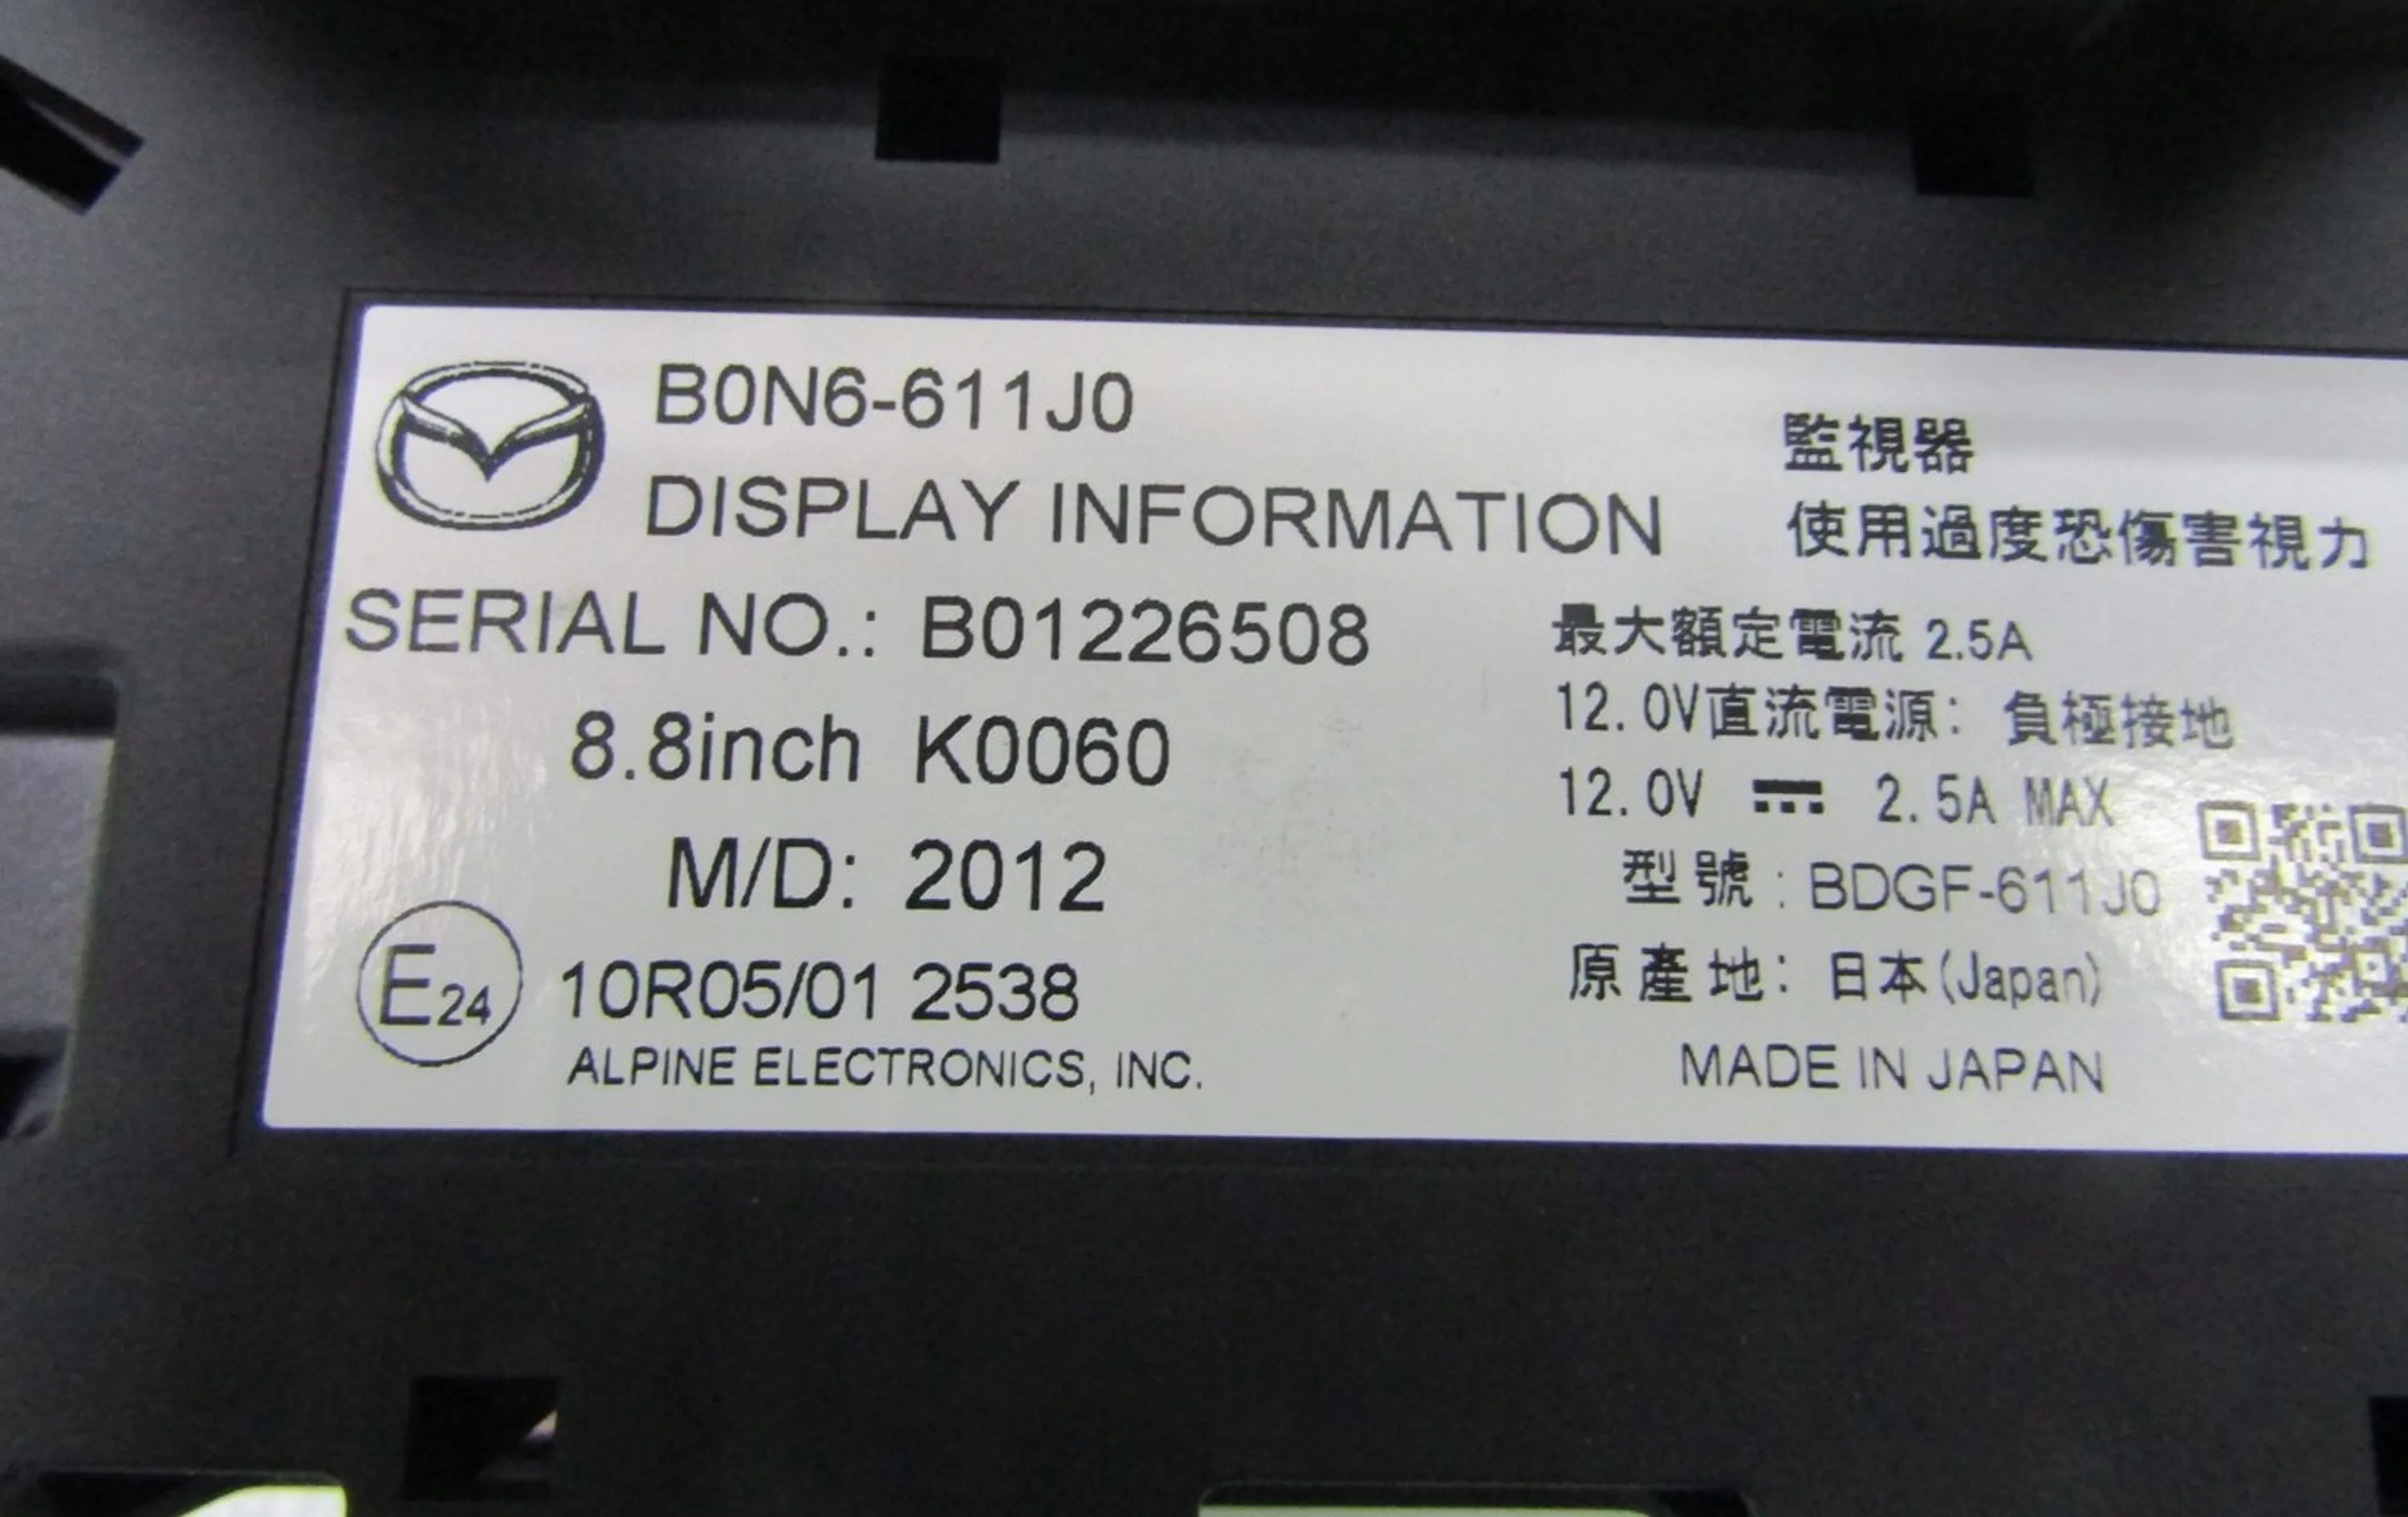 B0N6-611J0
DISPLAY INFORMATION
SERIAL NO.: B01226508
8.8inch K0060
M/D: 2012
E24 10R05/01 2538
ALPINE ELECTRONICS, INC.
監視器
使用過度恐傷害視力
最大額定電流 2.5A
12.0V直流電源: 負極接地
12.0V ⎓ 2.5A MAX
型號: BDGF-611J0
原產地: 日本(Japan)
MADE IN JAPAN